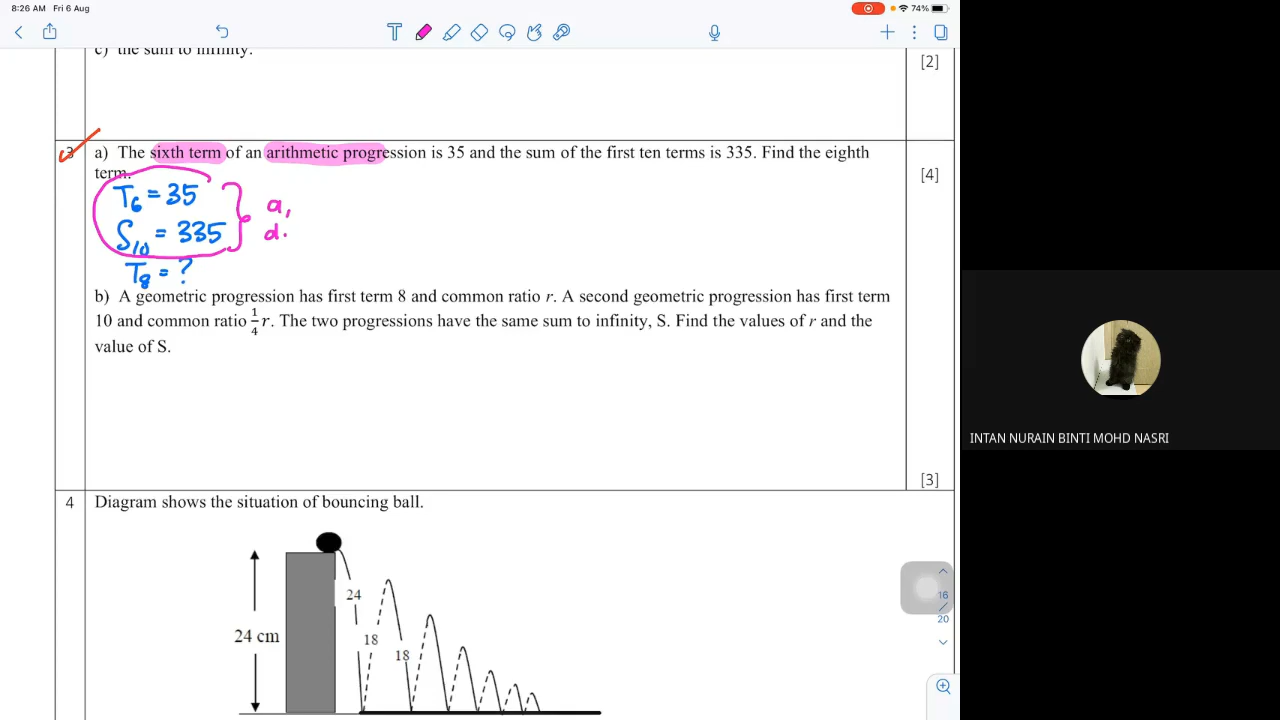 8:26 AM Fri 6 Aug
74%
c) the sum to infinity.
[2]
3
a) The sixth term of an arithmetic progression is 35 and the sum of the first ten terms is 335. Find the eighth
term.
[4]
T6 = 35
S10 = 335
a,
d.
T8 = ?
b) A geometric progression has first term 8 and common ratio r. A second geometric progression has first term
10 and common ratio 1/4 r. The two progressions have the same sum to infinity, S. Find the values of r and the
value of S.
[3]
4
Diagram shows the situation of bouncing ball.
24
24 cm
18
18
16
/
20
INTAN NURAIN BINTI MOHD NASRI